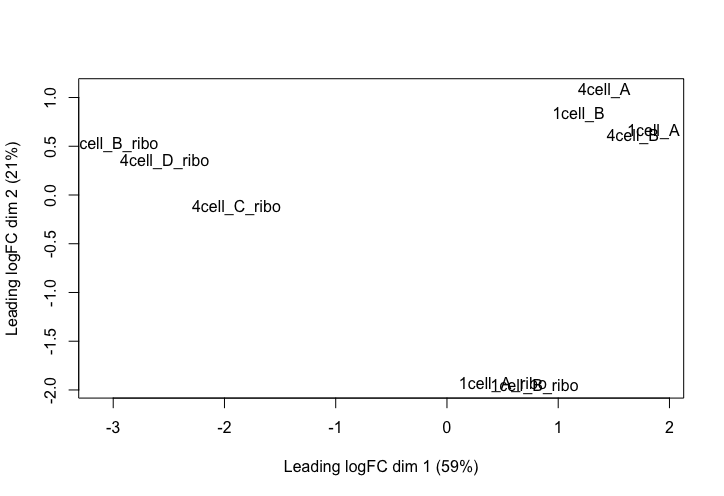 4cell_A
1cell_B
1cell_A
4cell_B
cell_B_ribo
4cell_D_ribo
4cell_C_ribo
1cell_A_ribo
1cell_B_ribo
1.0
0.5
0.0
-0.5
-1.0
-1.5
-2.0
Leading logFC dim 2 (21%)
-3 -2 -1 0 1 2
Leading logFC dim 1 (59%)